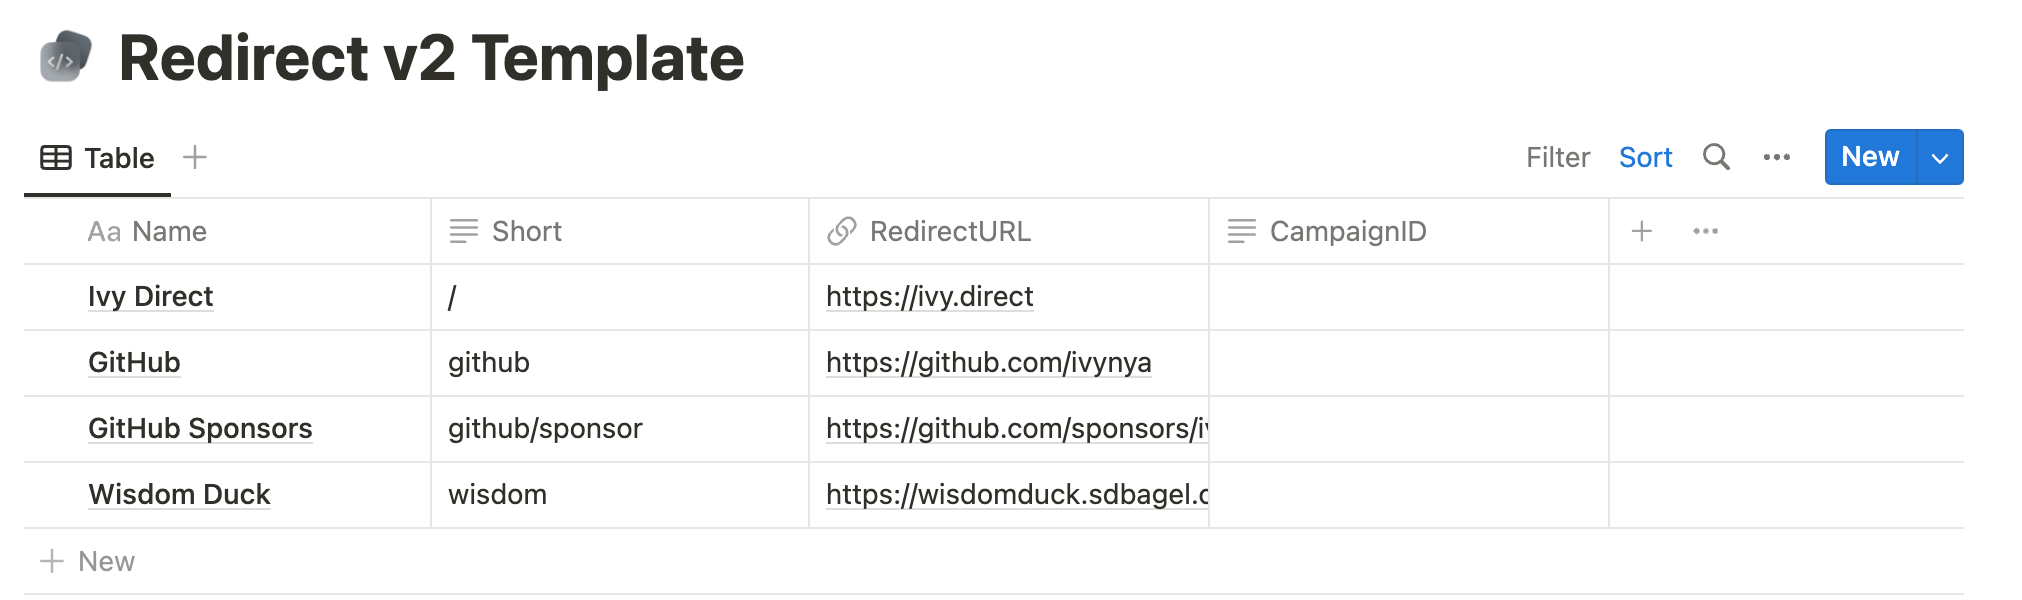 </> Redirect v2 Template
Table
Filter Sort New
Aa Name Short RedirectURL CampaignID
Ivy Direct / https://ivy.direct
GitHub github https://github.com/ivynya
GitHub Sponsors github/sponsor https://github.com/sponsors/i
Wisdom Duck wisdom https://wisdomduck.sdbagel.
New